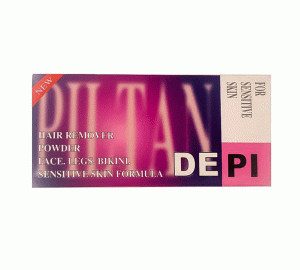 NEW
PILTAN
FOR
SENSITIVE
SKIN
HAIR REMOVER
POWDER
FACE, LEGS, BIKINI,
SENSITIVE SKIN FORMULA
DEPI